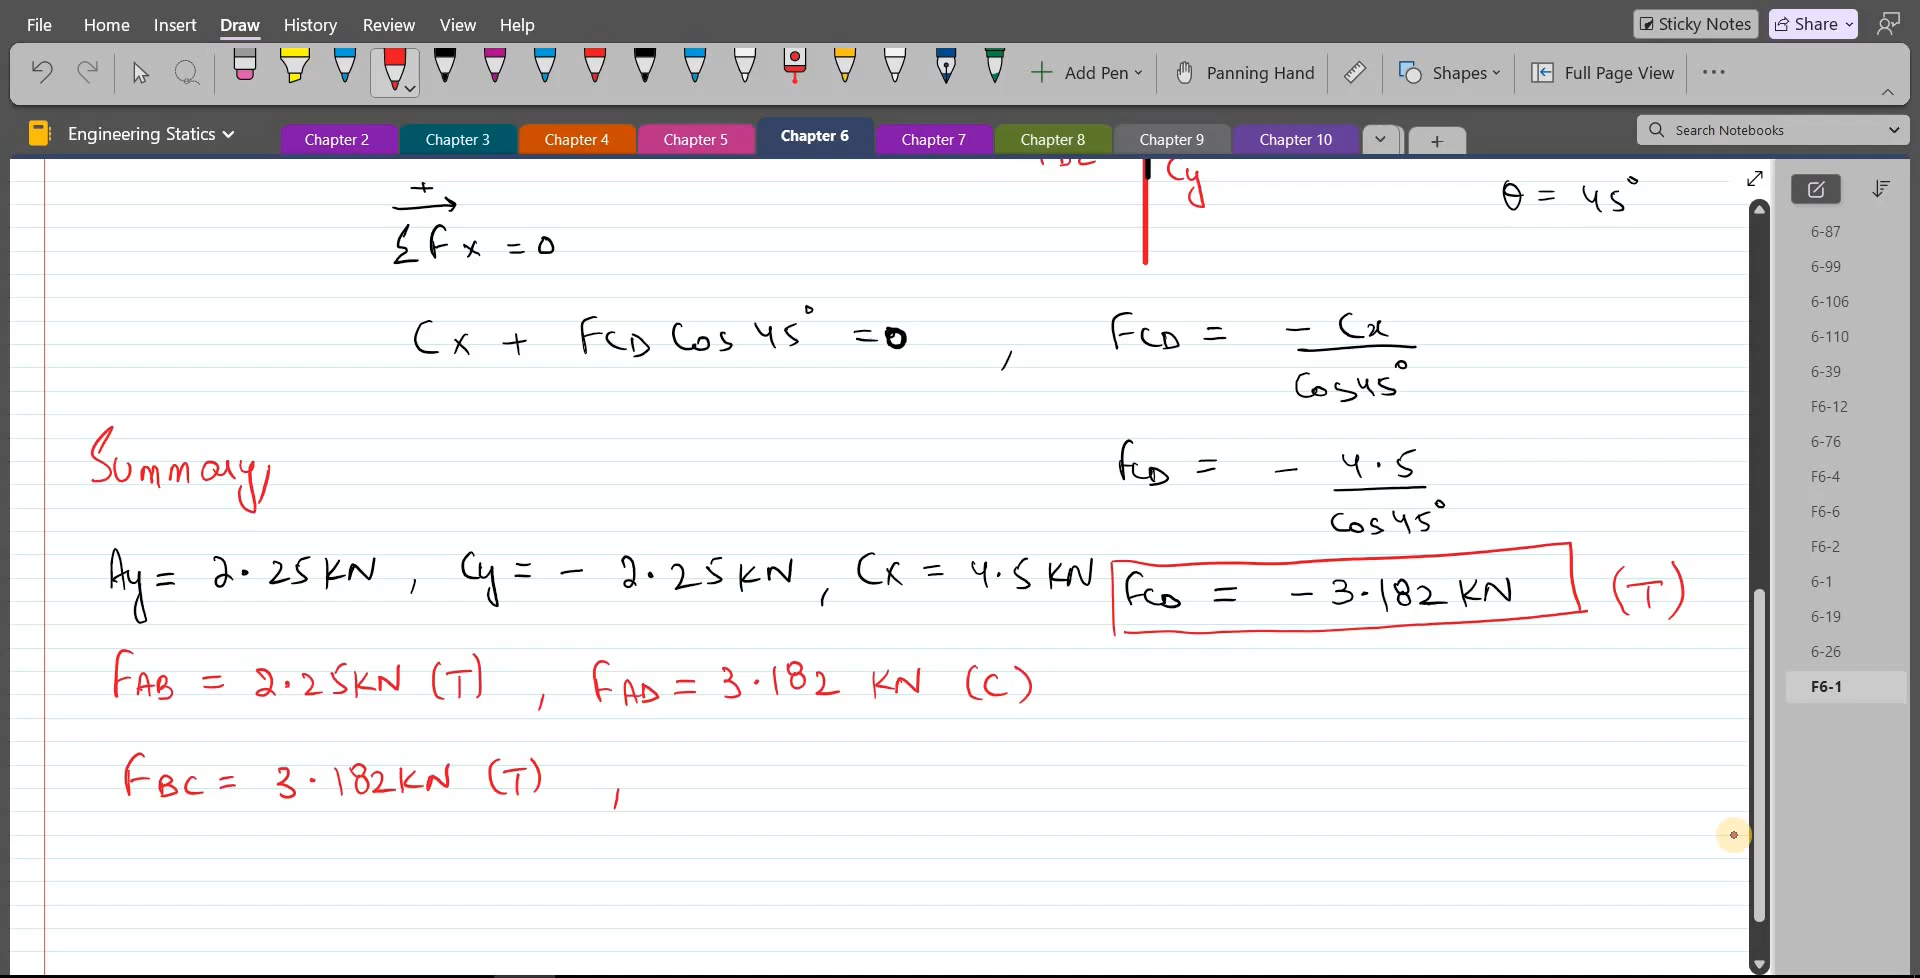 File Home Insert Draw History Review View Help Sticky Notes Share
Add Pen Panning Hand Shapes Full Page View
Engineering Statics Chapter 2 Chapter 3 Chapter 4 Chapter 5 Chapter 6 Chapter 7 Chapter 8 Chapter 9 Chapter 10 + Search Notebooks
Cy
θ = 45°
+
ΣFx = 0
Cx + FCD Cos 45° = 0 , FCD = - Cx / Cos45°
Summary, FCD = - 4.5 / cos45°
Ay = 2.25 KN , Cy = - 2.25 KN , Cx = 4.5 KN FCD = - 3.182 KN (T)
FAB = 2.25KN (T) , FAD = 3.182 KN (C)
FBC = 3.182KN (T) ,
6-87
6-99
6-106
6-110
6-39
F6-12
6-76
F6-4
F6-6
F6-2
6-1
6-19
6-26
F6-1